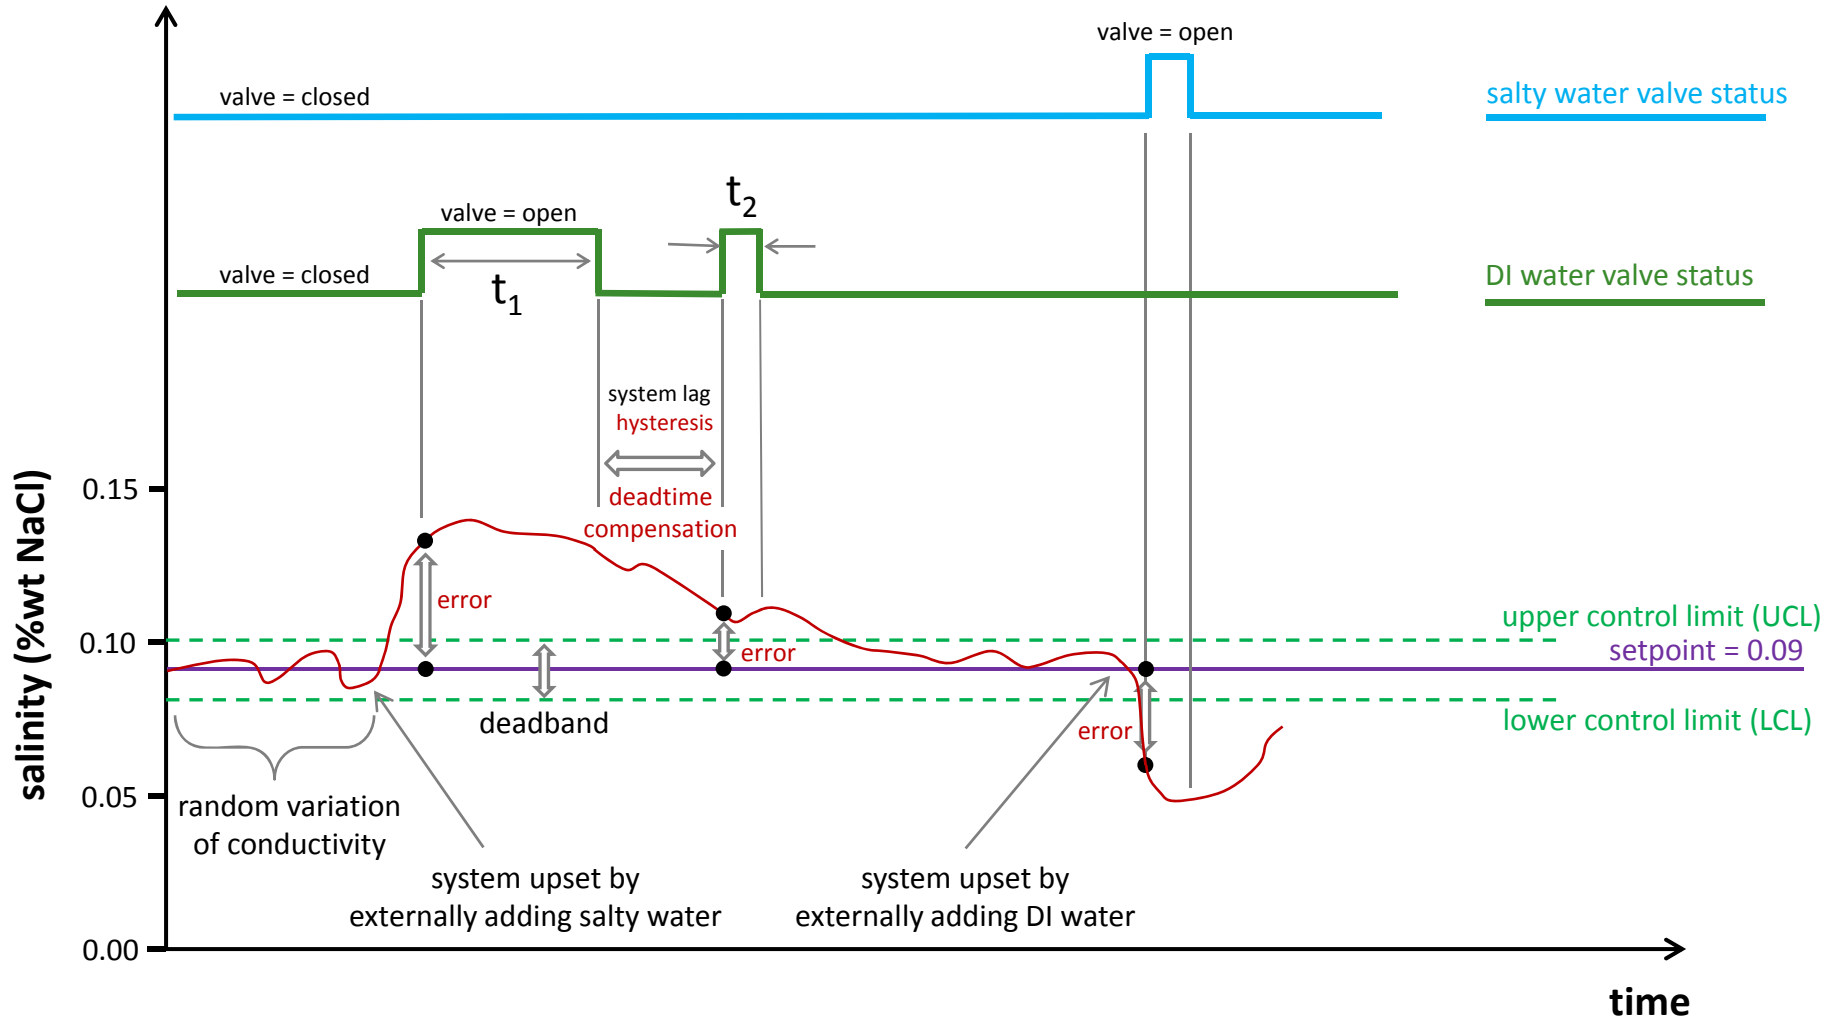 valve = open
valve = closed
salty water valve status
t2
valve = open
valve = closed
t1
DI water valve status
system lag
hysteresis
deadtime
compensation
salinity (%wt NaCl)
0.15
0.10
0.05
0.00
error
error
error
upper control limit (UCL)
setpoint = 0.09
lower control limit (LCL)
deadband
random variation
of conductivity
system upset by
externally adding salty water
system upset by
externally adding DI water
time